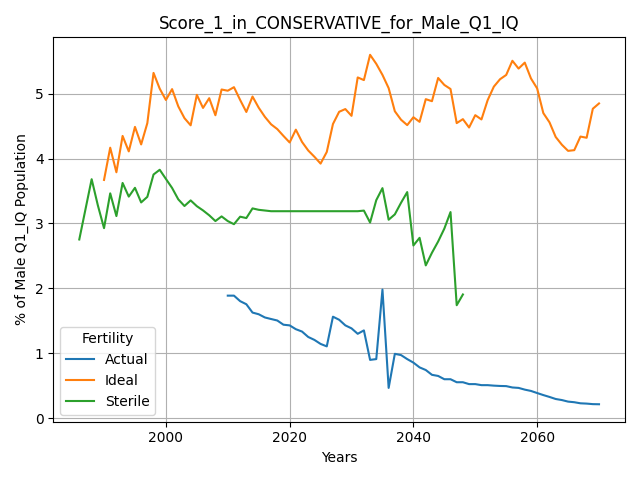 Score_1_in_CONSERVATIVE_for_Male_Q1_IQ
% of Male Q1_IQ Population
5
4
3
2
1
0
Fertility
Actual
Ideal
Sterile
2000
2020
2040
2060
Years